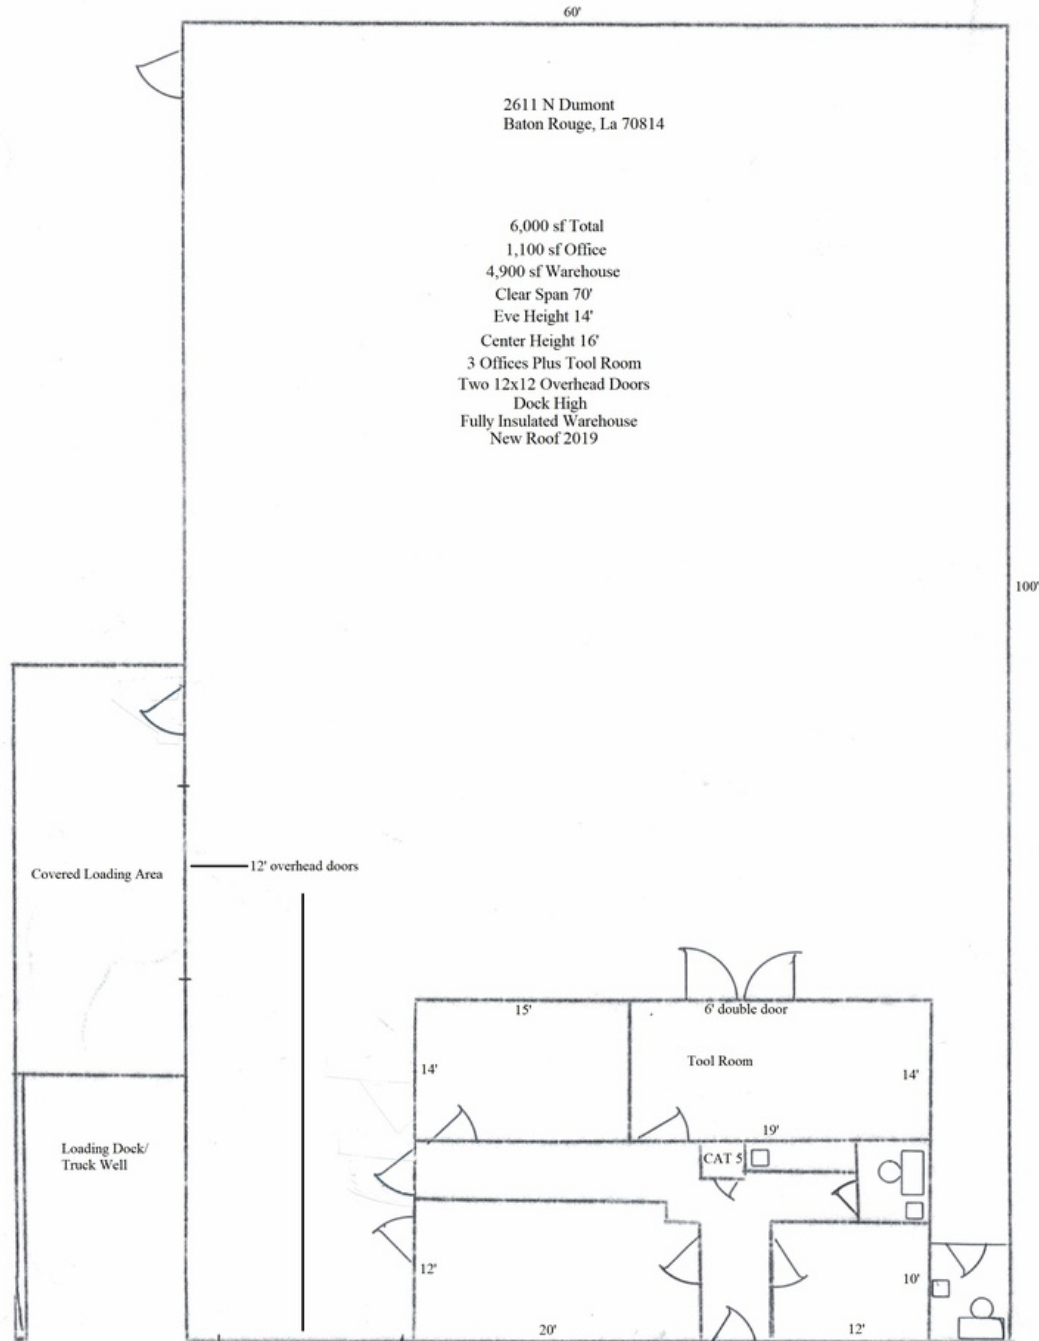 60'
2611 N Dumont
Baton Rouge, La 70814
6,000 sf Total
1,100 sf Office
4,900 sf Warehouse
Clear Span 70'
Eve Height 14'
Center Height 16'
3 Offices Plus Tool Room
Two 12x12 Overhead Doors
Dock High
Fully Insulated Warehouse
New Roof 2019
100'
12' overhead doors
Covered Loading Area
15'
6' double door
Tool Room
14'
14'
19'
CAT 5
Loading Dock/
Truck Well
12'
10'
20'
12'